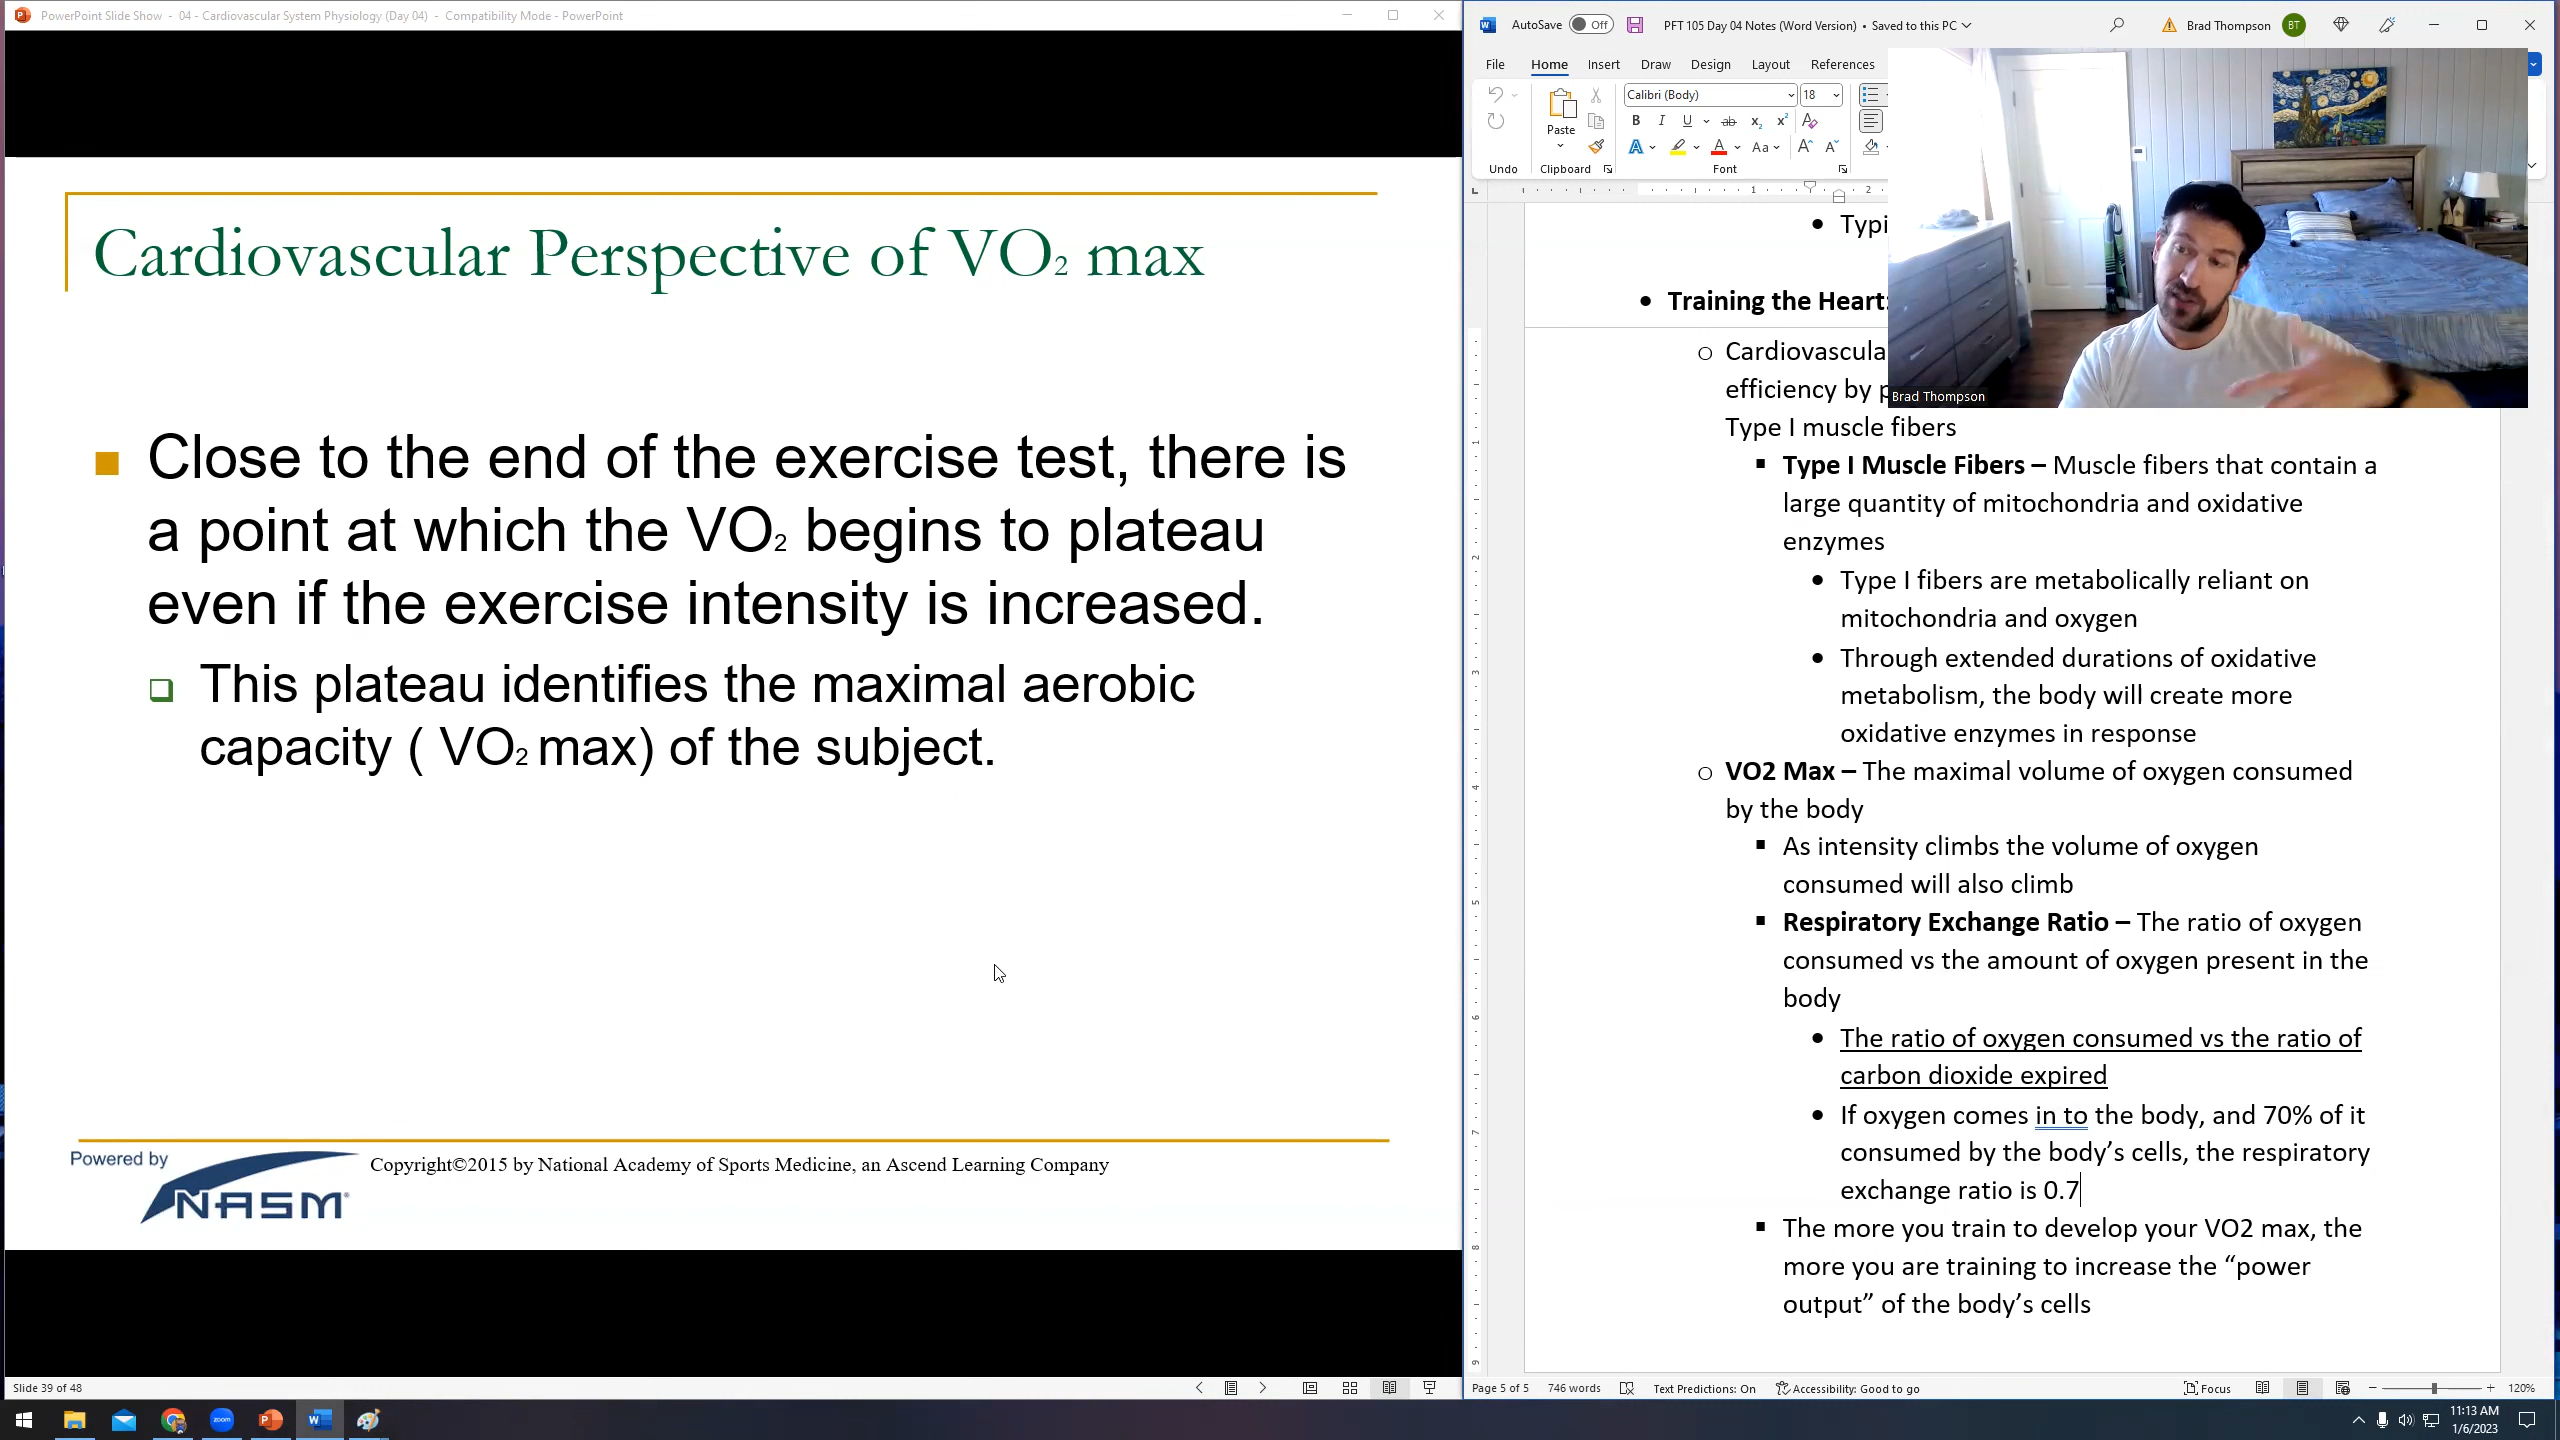 PowerPoint Slide Show - 04 - Cardiovascular System Physiology (Day 04) - Compatibility Mode - PowerPoint
Cardiovascular Perspective of VO2 max
Close to the end of the exercise test, there is
a point at which the VO2 begins to plateau
even if the exercise intensity is increased.
This plateau identifies the maximal aerobic
capacity ( VO2 max) of the subject.
Powered by
NASM
Copyright©2015 by National Academy of Sports Medicine, an Ascend Learning Company
Slide 39 of 48
AutoSave Off PFT 105 Day 04 Notes (Word Version) • Saved to this PC Brad Thompson BT
File Home Insert Draw Design Layout References
Calibri (Body) 18
Paste
Undo Clipboard Font
Brad Thompson
Typi
Training the Heart:
Cardiovascula
efficiency by p
Type I muscle fibers
Type I Muscle Fibers – Muscle fibers that contain a
large quantity of mitochondria and oxidative
enzymes
Type I fibers are metabolically reliant on
mitochondria and oxygen
Through extended durations of oxidative
metabolism, the body will create more
oxidative enzymes in response
VO2 Max – The maximal volume of oxygen consumed
by the body
As intensity climbs the volume of oxygen
consumed will also climb
Respiratory Exchange Ratio – The ratio of oxygen
consumed vs the amount of oxygen present in the
body
The ratio of oxygen consumed vs the ratio of
carbon dioxide expired
If oxygen comes in to the body, and 70% of it
consumed by the body’s cells, the respiratory
exchange ratio is 0.7
The more you train to develop your VO2 max, the
more you are training to increase the “power
output” of the body’s cells
Page 5 of 5 746 words Text Predictions: On Accessibility: Good to go Focus 120%
zoom
11:13 AM
1/6/2023